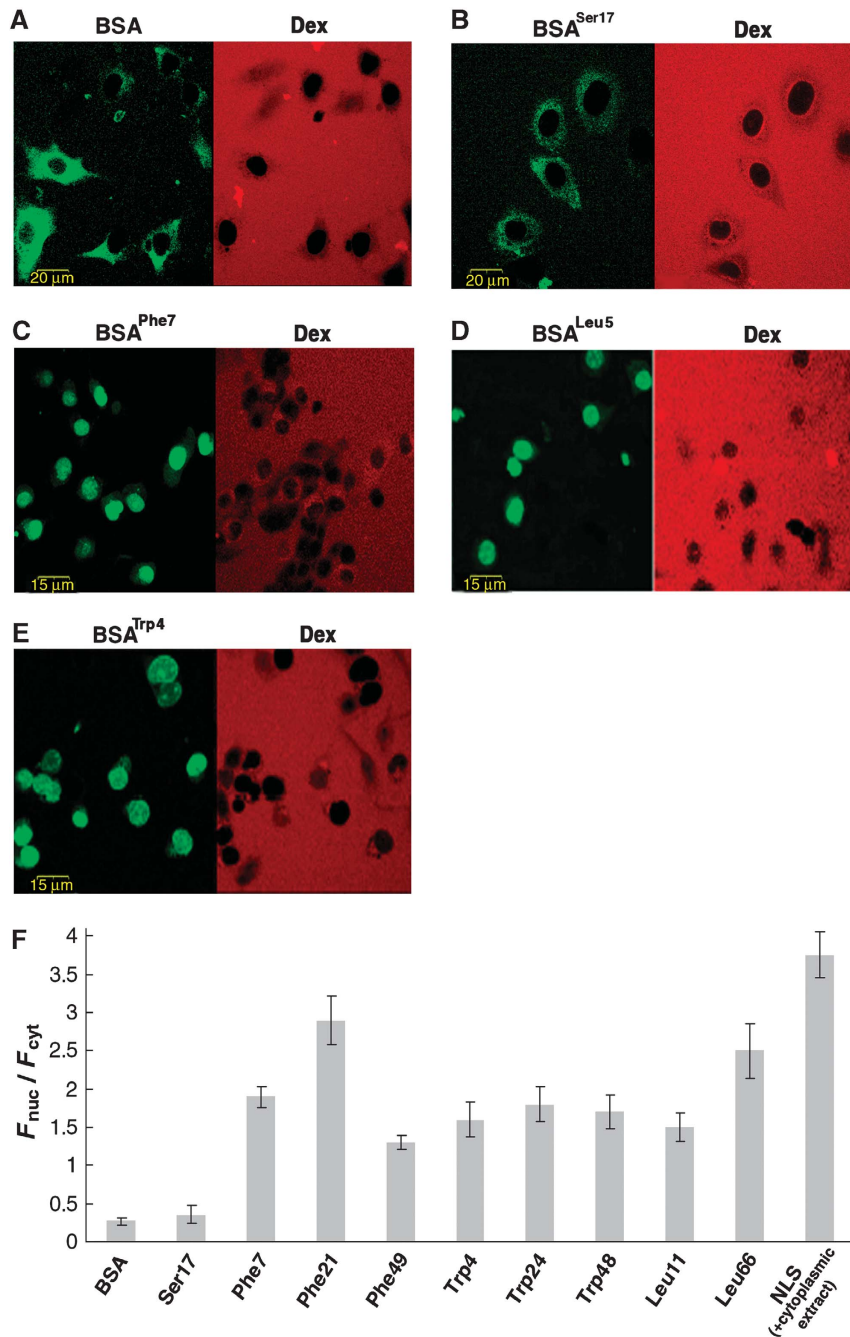 A
BSA
Dex
20 µm
B
BSA^Ser17
Dex
20 µm
C
BSA^Phe7
Dex
15 µm
D
BSA^Leu5
Dex
15 µm
E
BSA^Trp4
Dex
15 µm
F
F_nuc / F_cyt
4
3.5
3
2.5
2
1.5
1
0.5
0
BSA
Ser17
Phe7
Phe21
Phe49
Trp4
Trp24
Trp48
Leu11
Leu66
NLS
(+cytoplasmic
extract)